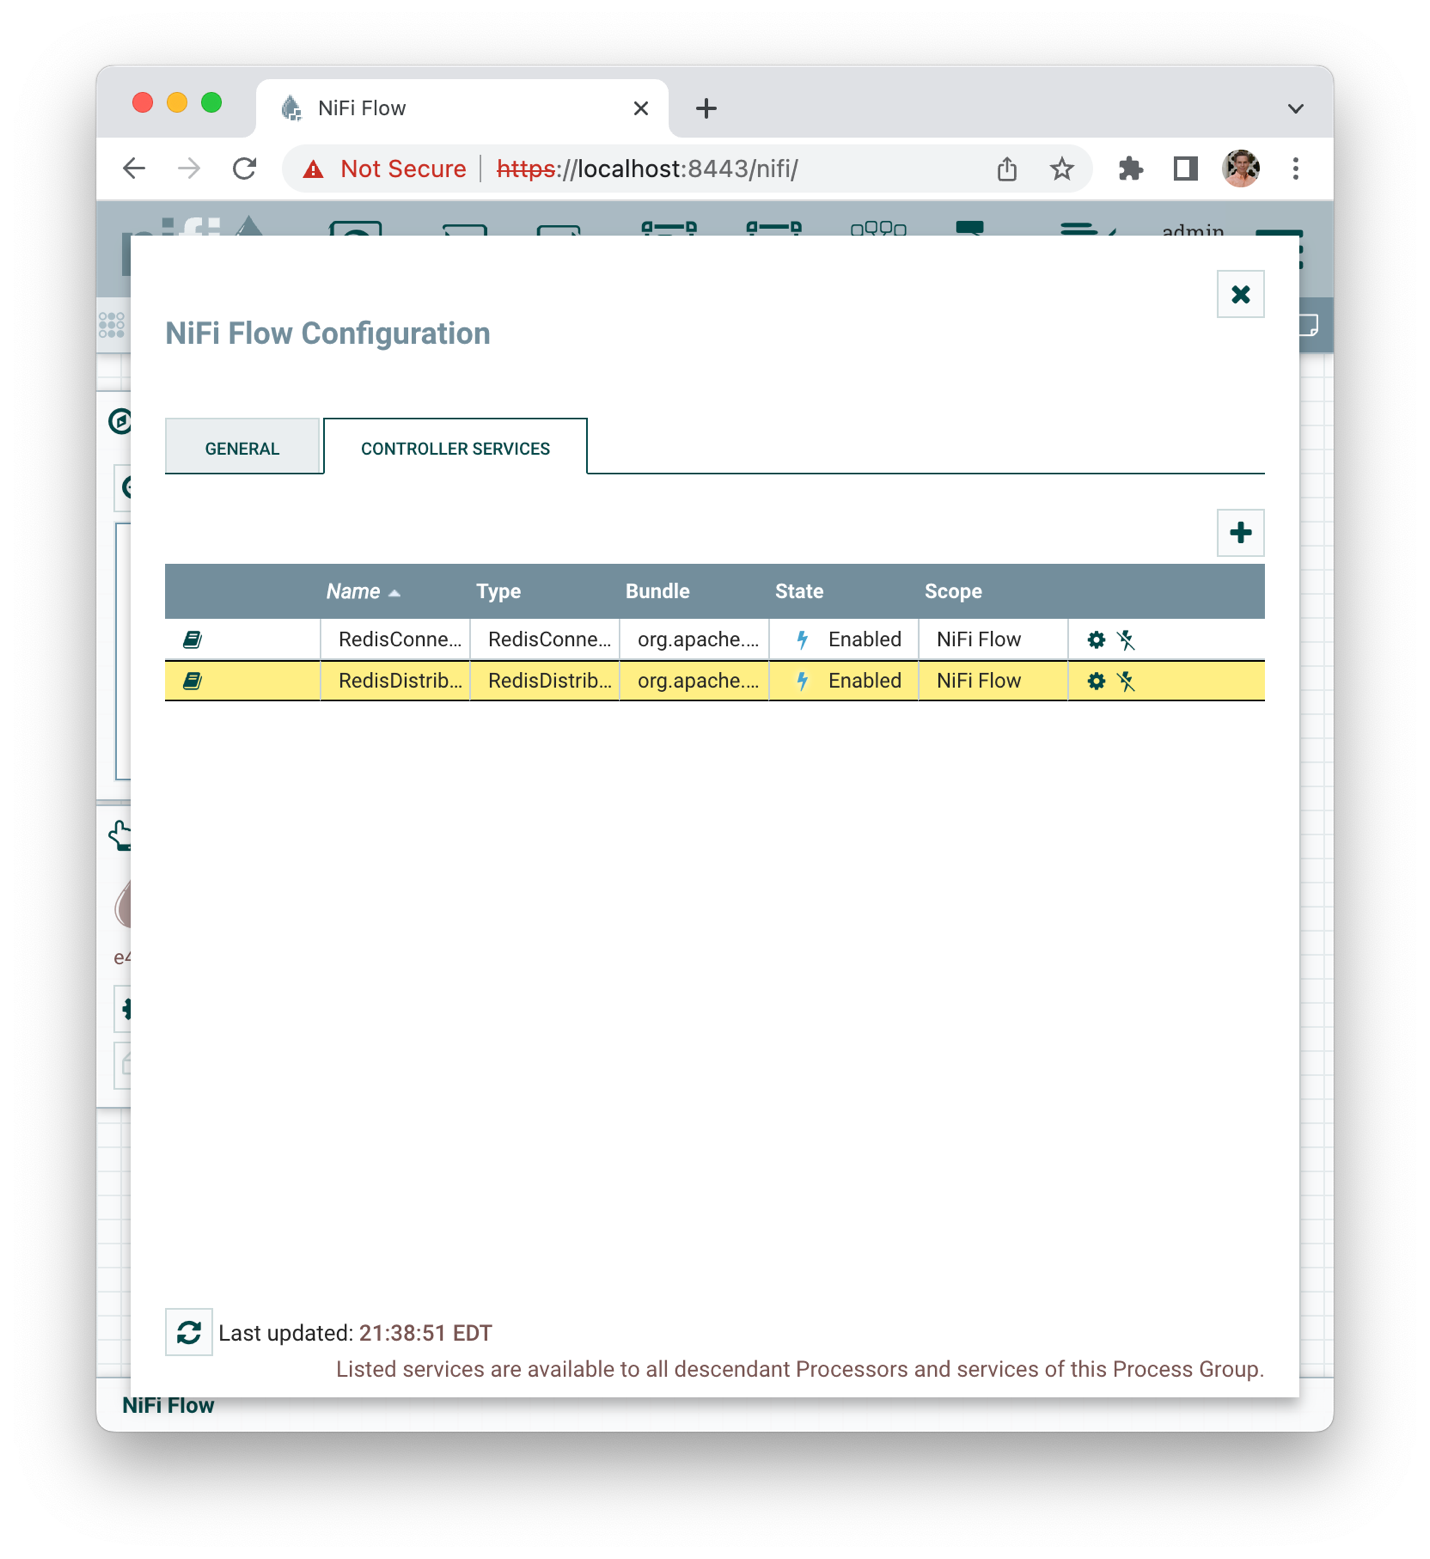 NiFi Flow
Not Secure https://localhost:8443/nifi/
nifi
admin
NiFi Flow Configuration
GENERAL
CONTROLLER SERVICES
Name Type Bundle State Scope
RedisConne... RedisConne... org.apache.... Enabled NiFi Flow
RedisDistrib... RedisDistrib... org.apache.... Enabled NiFi Flow
e4
Last updated: 21:38:51 EDT
Listed services are available to all descendant Processors and services of this Process Group.
NiFi Flow